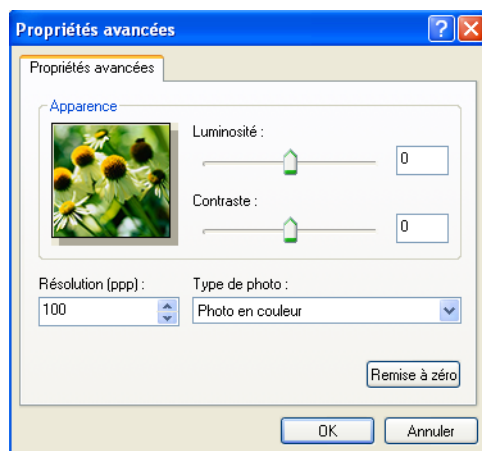 Propriétés avancées
Propriétés avancées
Apparence
Luminosité :
0
Contraste :
0
Résolution (ppp) :
Type de photo :
100
Photo en couleur
Remise à zéro
OK
Annuler